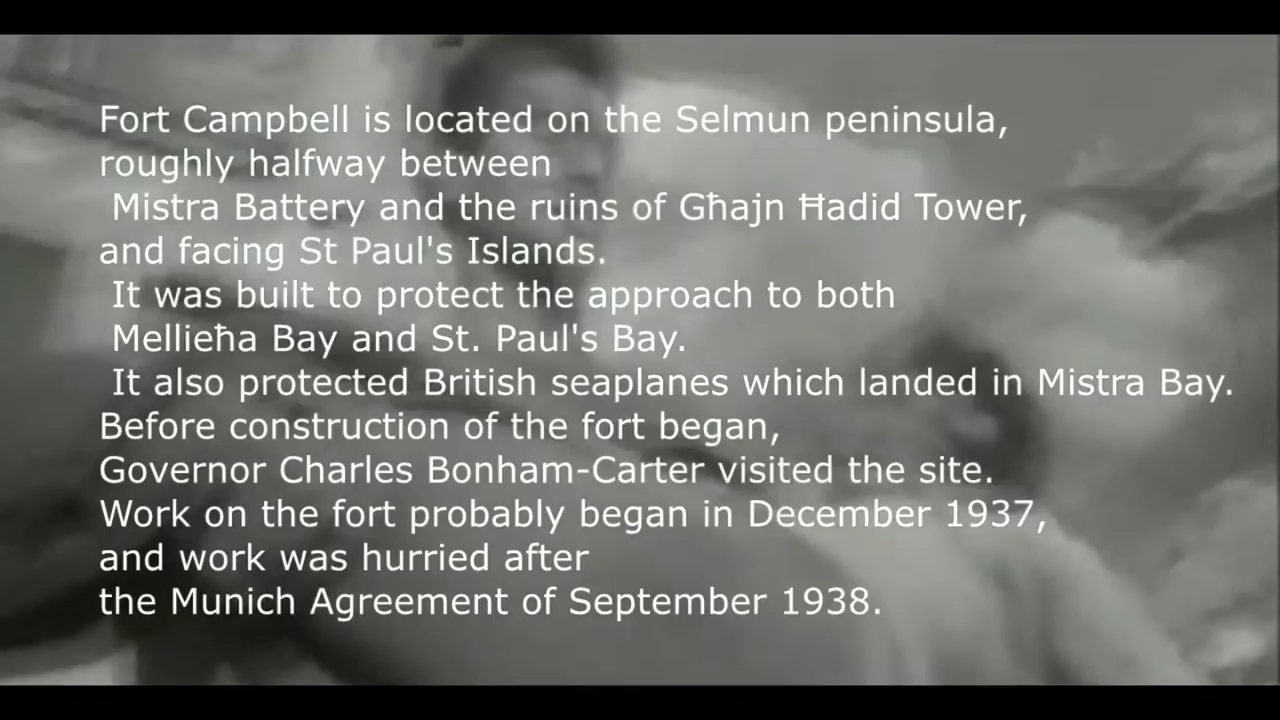 Fort Campbell is located on the Selmun peninsula,
roughly halfway between
Mistra Battery and the ruins of Għajn Ħadid Tower,
and facing St Paul's Islands.
It was built to protect the approach to both
Mellieħa Bay and St. Paul's Bay.
It also protected British seaplanes which landed in Mistra Bay.
Before construction of the fort began,
Governor Charles Bonham-Carter visited the site.
Work on the fort probably began in December 1937,
and work was hurried after
the Munich Agreement of September 1938.